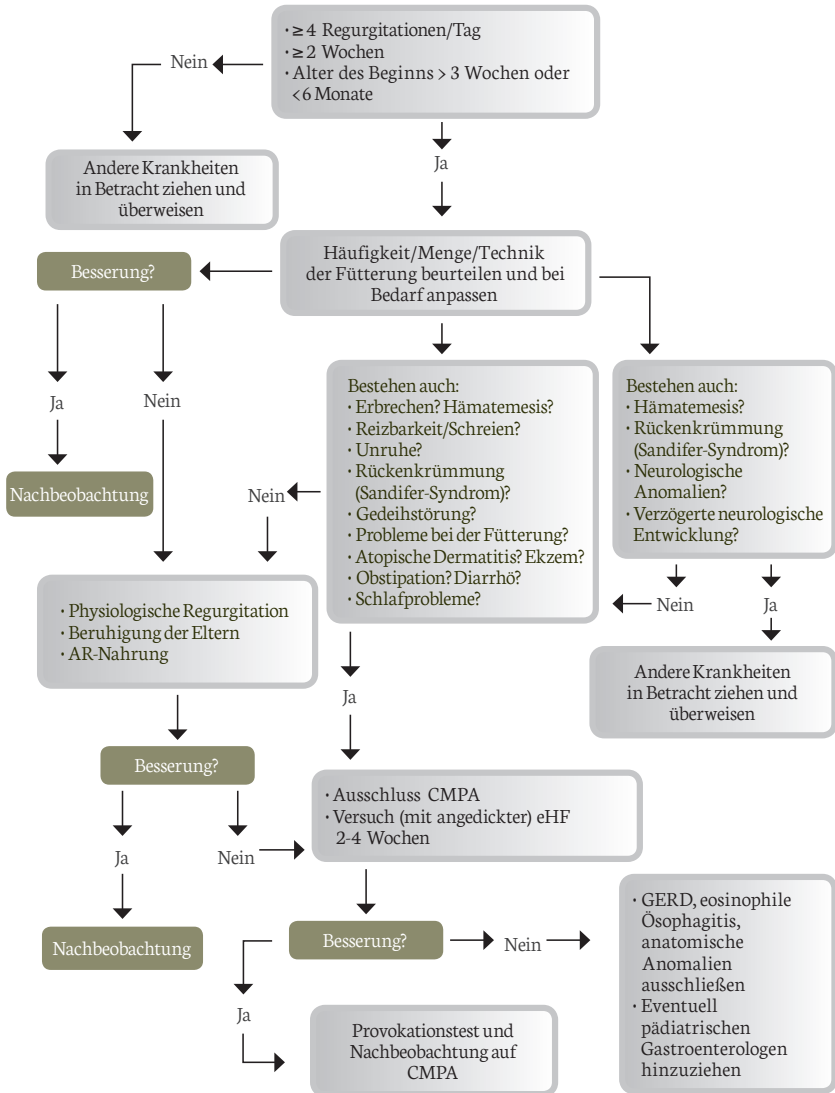 · ≥ 4 Regurgitationen/Tag
· ≥ 2 Wochen
· Alter des Beginns > 3 Wochen oder
< 6 Monate
Nein
Ja
Andere Krankheiten
in Betracht ziehen und
überweisen
Häufigkeit/Menge/Technik
der Fütterung beurteilen und bei
Bedarf anpassen
Besserung?
Ja
Nein
Nachbeobachtung
Bestehen auch:
· Erbrechen? Hämatemesis?
· Reizbarkeit/Schreien?
· Unruhe?
· Rückenkrümmung
(Sandifer-Syndrom)?
· Gedeihstörung?
· Probleme bei der Fütterung?
· Atopische Dermatitis? Ekzem?
· Obstipation? Diarrhö?
· Schlafprobleme?
Nein
Ja
Bestehen auch:
· Hämatemesis?
· Rückenkrümmung
(Sandifer-Syndrom)?
· Neurologische
Anomalien?
· Verzögerte neurologische
Entwicklung?
Nein
Ja
Andere Krankheiten
in Betracht ziehen und
überweisen
· Physiologische Regurgitation
· Beruhigung der Eltern
· AR-Nahrung
Besserung?
Ja
Nein
Nachbeobachtung
· Ausschluss CMPA
· Versuch (mit angedickter) eHF
2-4 Wochen
Besserung?
Nein
Ja
· GERD, eosinophile
Ösophagitis,
anatomische
Anomalien
ausschließen
· Eventuell
pädiatrischen
Gastroenterologen
hinzuziehen
Provokationstest und
Nachbeobachtung auf
CMPA